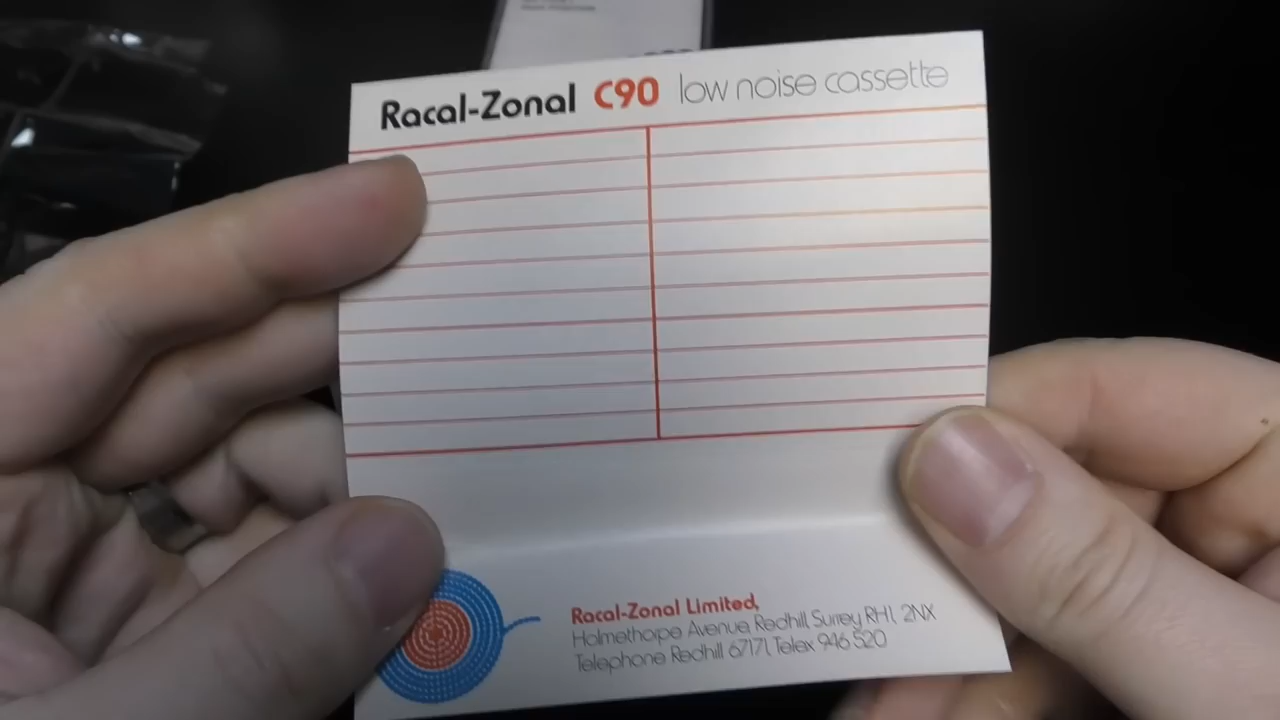 Racal-Zonal C90 low noise cassette
Racal-Zonal Limited,
Holmethorpe Avenue, Redhill, Surrey RH1, 2NX
Telephone Redhill 67171, Telex 946 520